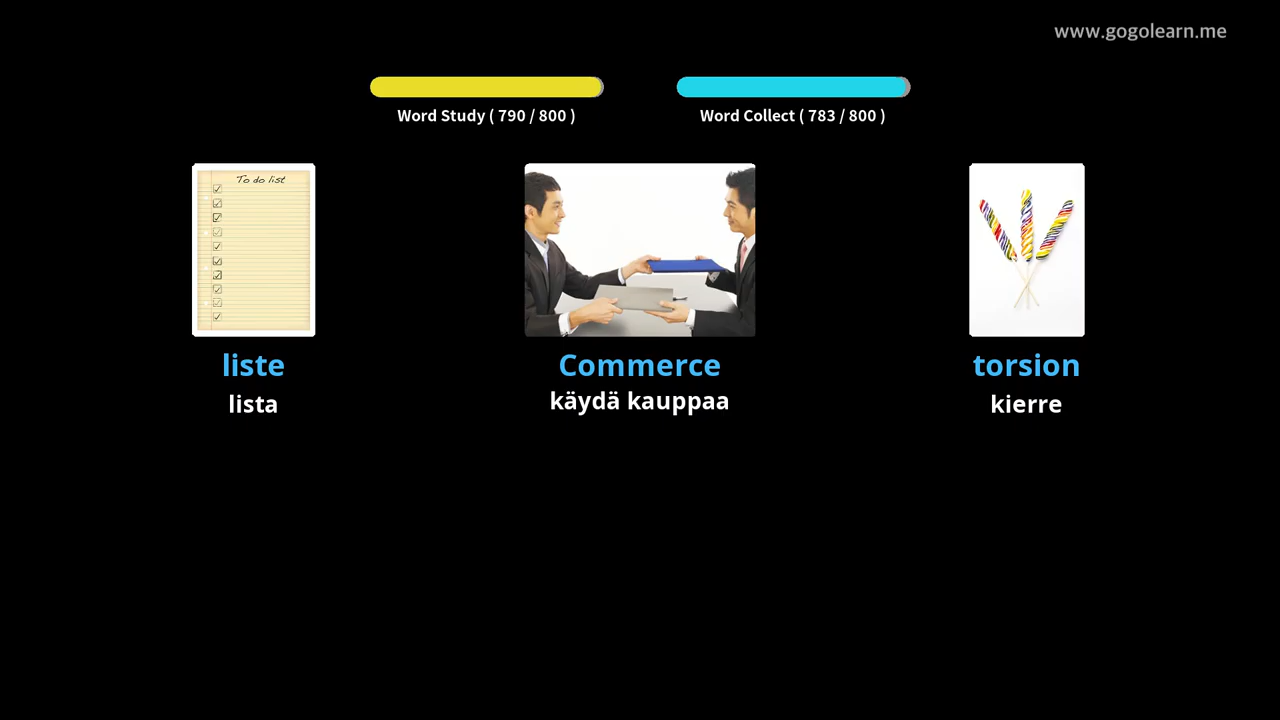 www.gogolearn.me
Word Study ( 790 / 800 )
Word Collect ( 783 / 800 )
To do list
liste
Commerce
torsion
lista
käydä kauppaa
kierre